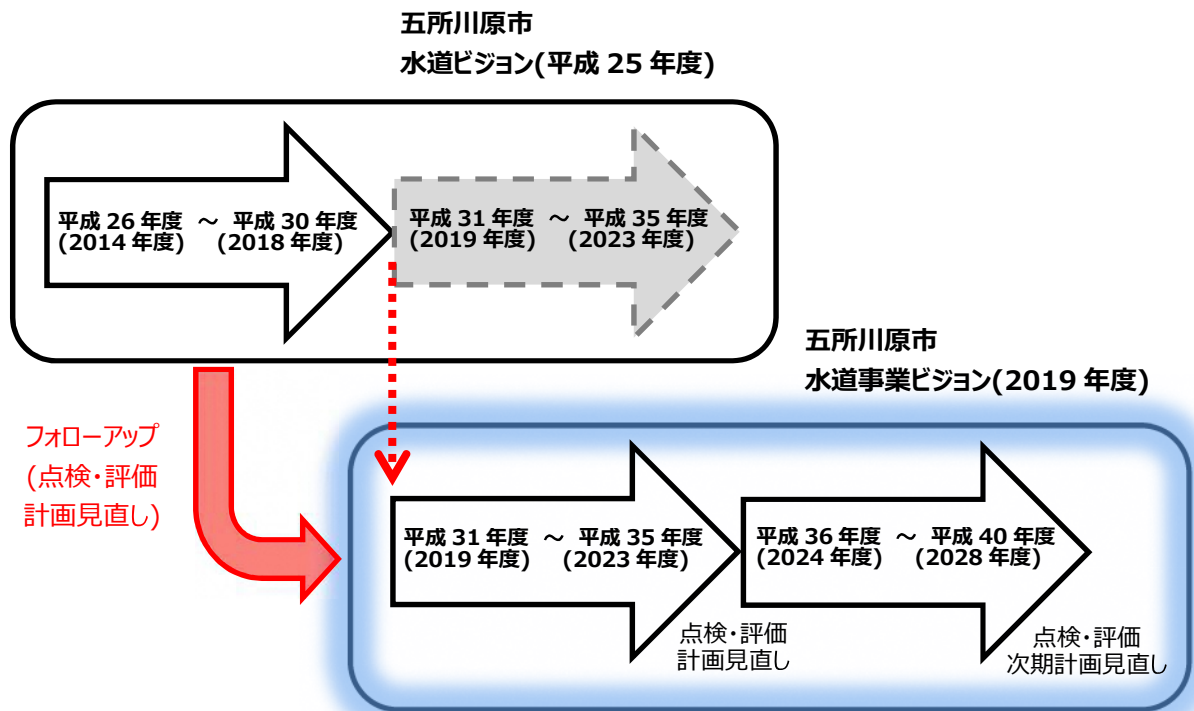 五所川原市
水道ビジョン(平成 25 年度)
平成 26 年度 ～ 平成 30 年度
(2014 年度) (2018 年度)
平成 31 年度 ～ 平成 35 年度
(2019 年度) (2023 年度)
五所川原市
水道事業ビジョン(2019 年度)
フォローアップ
(点検・評価
計画見直し)
平成 31 年度 ～ 平成 35 年度
(2019 年度) (2023 年度)
平成 36 年度 ～ 平成 40 年度
(2024 年度) (2028 年度)
点検・評価
計画見直し
点検・評価
次期計画見直し